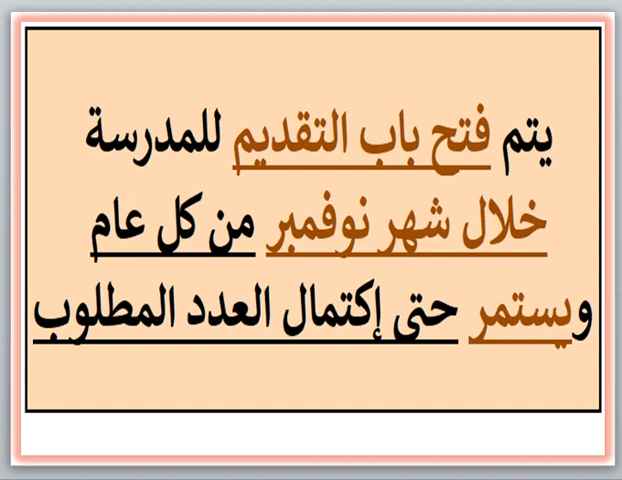 يتم فتح باب التقديم للمدرسة
خلال شهر نوفمبر من كل عام
ويستمر حتى إكتمال العدد المطلوب